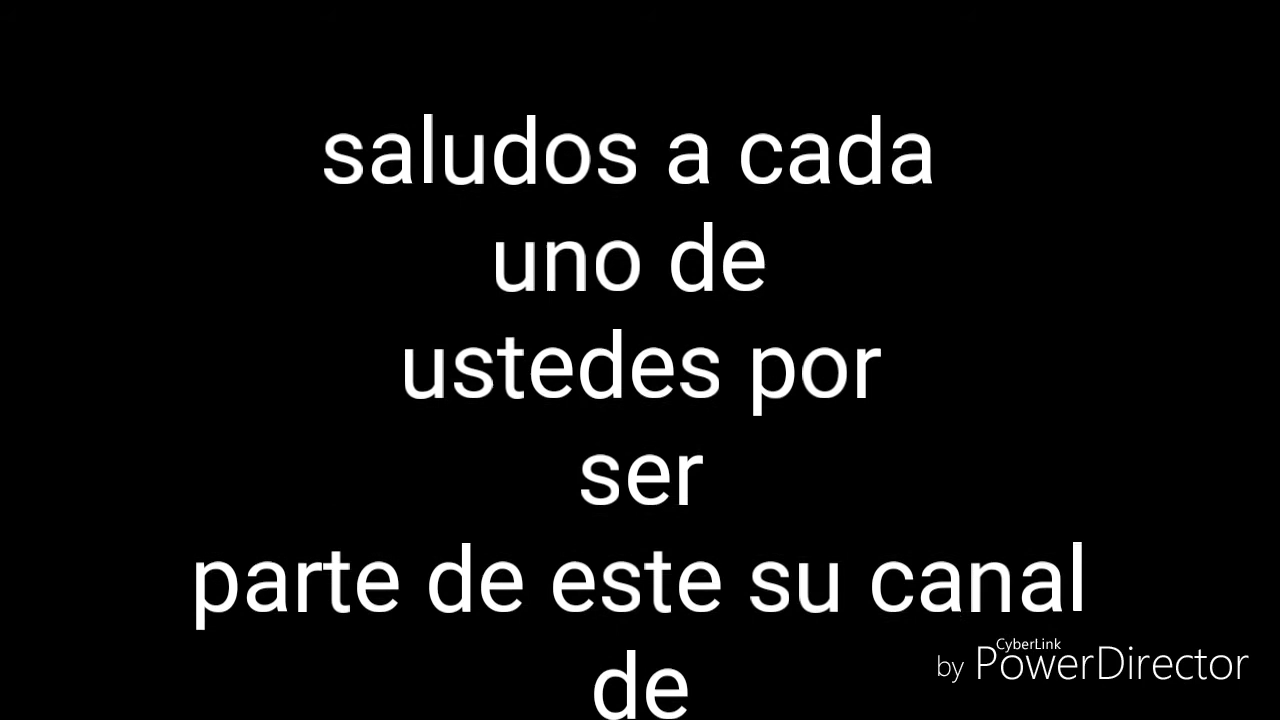 saludos a cada
uno de
ustedes por
ser
parte de este su canal
de
CyberLink
by PowerDirector